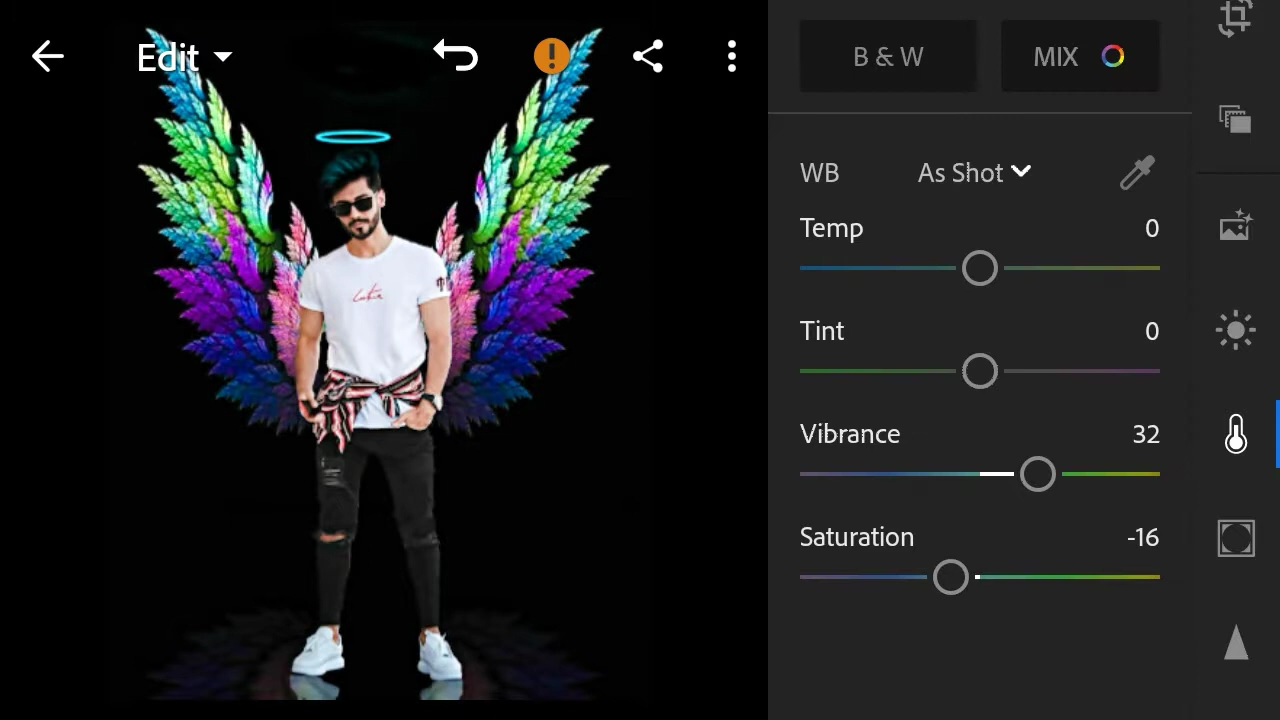 Edit
B & W
MIX
WB As Shot
Temp 0
Tint 0
Vibrance 32
Saturation -16